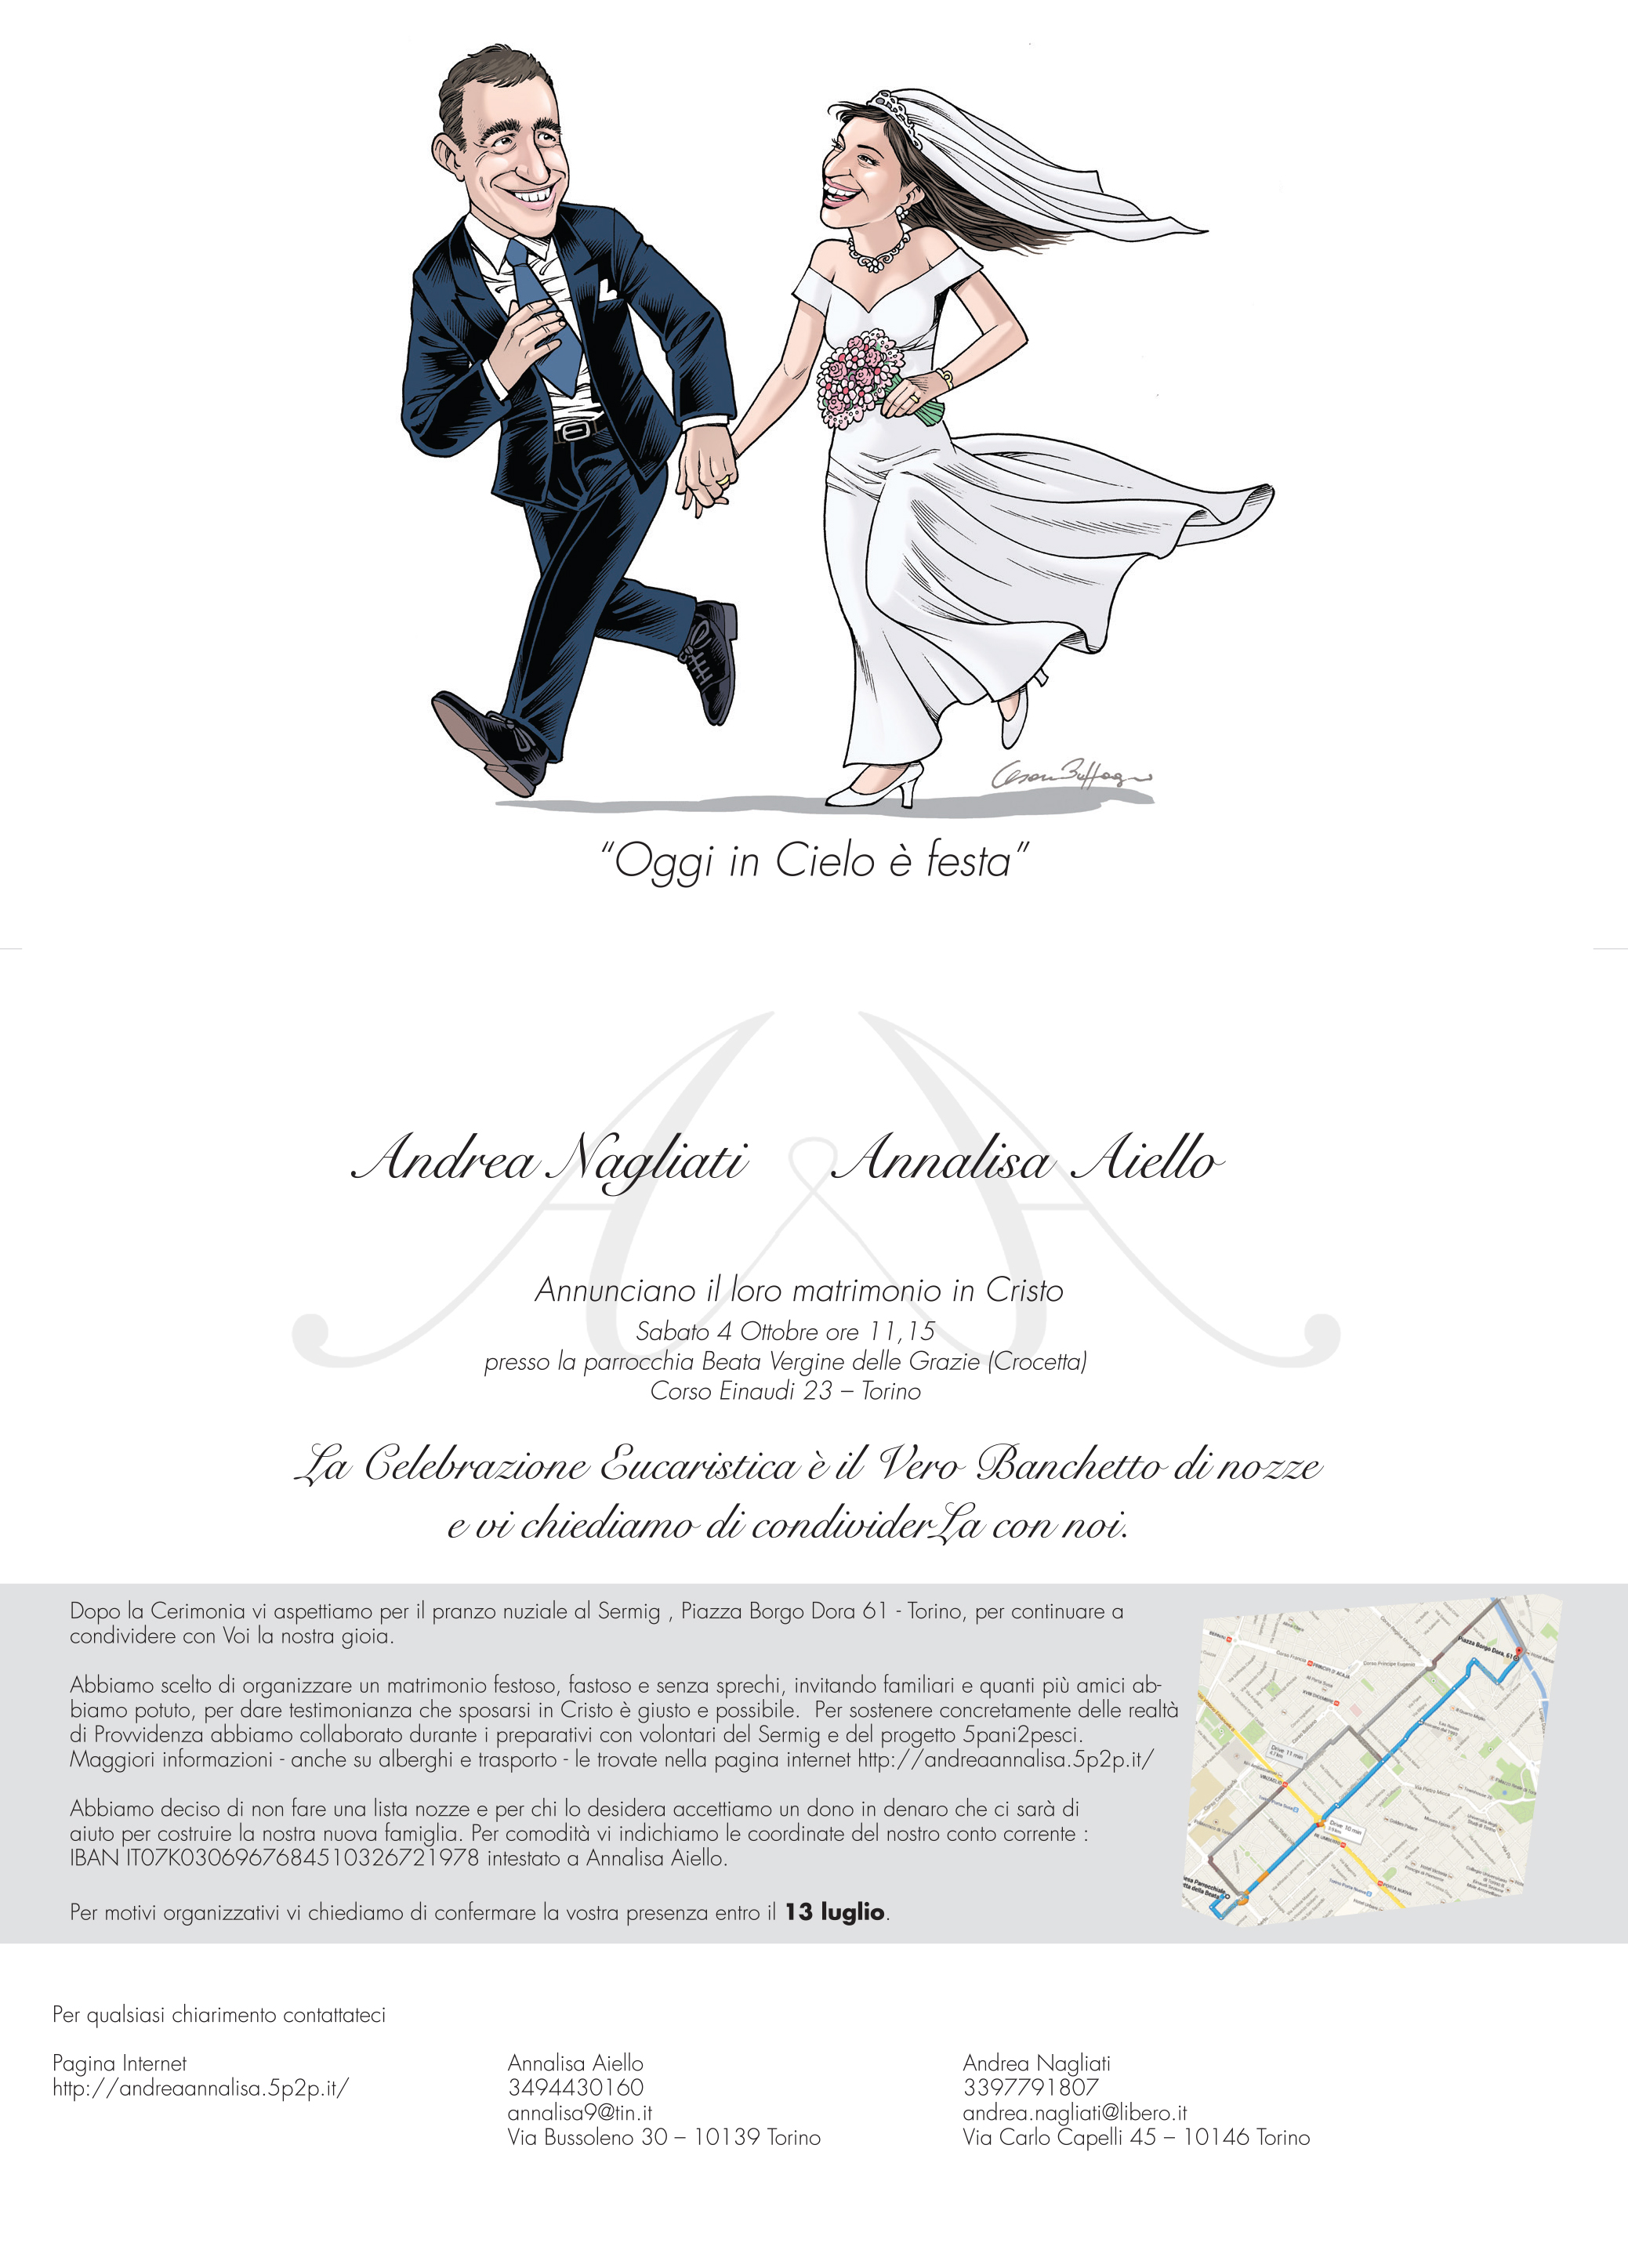 “Oggi in Cielo è festa”
Andrea Nagliati & Annalisa Aiello
Annunciano il loro matrimonio in Cristo
Sabato 4 Ottobre ore 11,15
presso la parrocchia Beata Vergine delle Grazie (Crocetta)
Corso Einaudi 23 – Torino
La Celebrazione Eucaristica è il Vero Banchetto di nozze
e vi chiediamo di condividerLa con noi.
Dopo la Cerimonia vi aspettiamo per il pranzo nuziale al Sermig , Piazza Borgo Dora 61 - Torino, per continuare a
condividere con Voi la nostra gioia.
Abbiamo scelto di organizzare un matrimonio festoso, fastoso e senza sprechi, invitando familiari e quanti più amici ab-
biamo potuto, per dare testimonianza che sposarsi in Cristo è giusto e possibile.  Per sostenere concretamente delle realtà
di Provvidenza abbiamo collaborato durante i preparativi con volontari del Sermig e del progetto 5pani2pesci.
Maggiori informazioni - anche su alberghi e trasporto - le trovate nella pagina internet http://andreaannalisa.5p2p.it/
Abbiamo deciso di non fare una lista nozze e per chi lo desidera accettiamo un dono in denaro che ci sarà di
aiuto per costruire la nostra nuova famiglia. Per comodità vi indichiamo le coordinate del nostro conto corrente :
IBAN IT07K0306967684510326721978 intestato a Annalisa Aiello.
Per motivi organizzativi vi chiediamo di confermare la vostra presenza entro il 13 luglio.
Piazza Borgo Dora, 61
Drive 11 min
Drive 10 min
Per qualsiasi chiarimento contattateci
Pagina Internet
http://andreaannalisa.5p2p.it/
Annalisa Aiello
3494430160
annalisa9@tin.it
Via Bussoleno 30 – 10139 Torino
Andrea Nagliati
3397791807
andrea.nagliati@libero.it
Via Carlo Capelli 45 – 10146 Torino